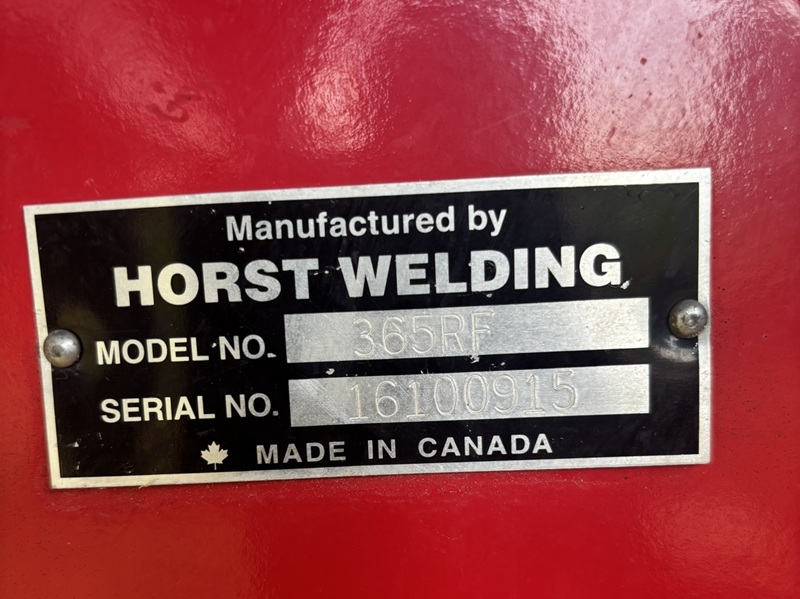 Manufactured by
HORST WELDING
MODEL NO. 365RF
SERIAL NO. 16100915
MADE IN CANADA